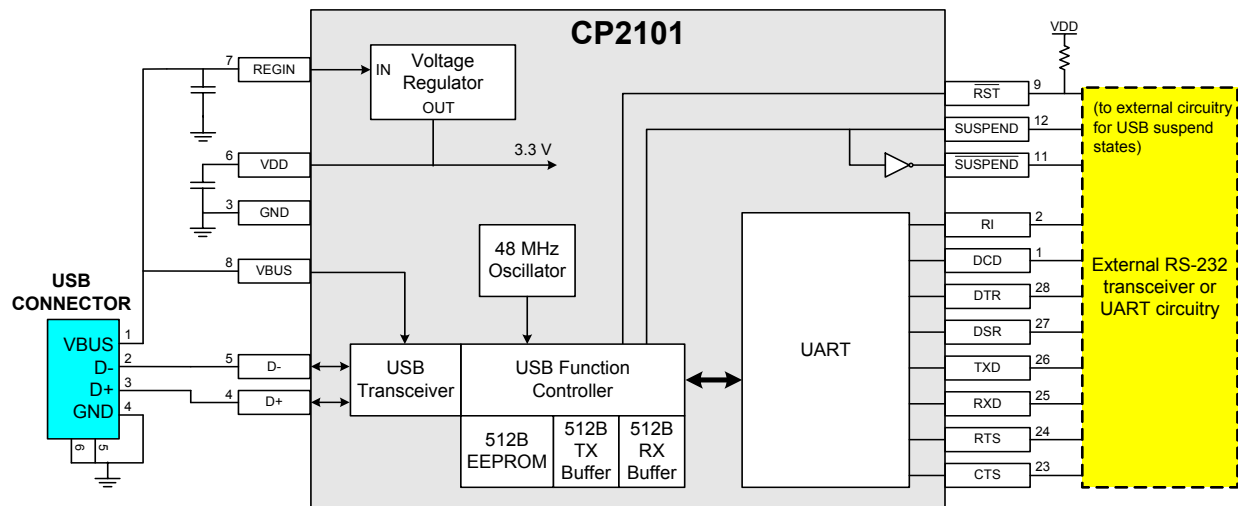 CP2101
7
REGIN
IN
Voltage
Regulator
OUT
6
VDD
3.3 V
3
GND
8
VBUS
48 MHz
Oscillator
USB
CONNECTOR
VBUS
1
D-
2
D+
3
GND
4
6
5
5
D-
4
D+
USB
Transceiver
USB Function
Controller
512B
EEPROM
512B
TX
Buffer
512B
RX
Buffer
UART
VDD
RST
9
SUSPEND
12
SUSPEND
11
RI
2
DCD
1
DTR
28
DSR
27
TXD
26
RXD
25
RTS
24
CTS
23
(to external circuitry
for USB suspend
states)
External RS-232
transceiver or
UART circuitry